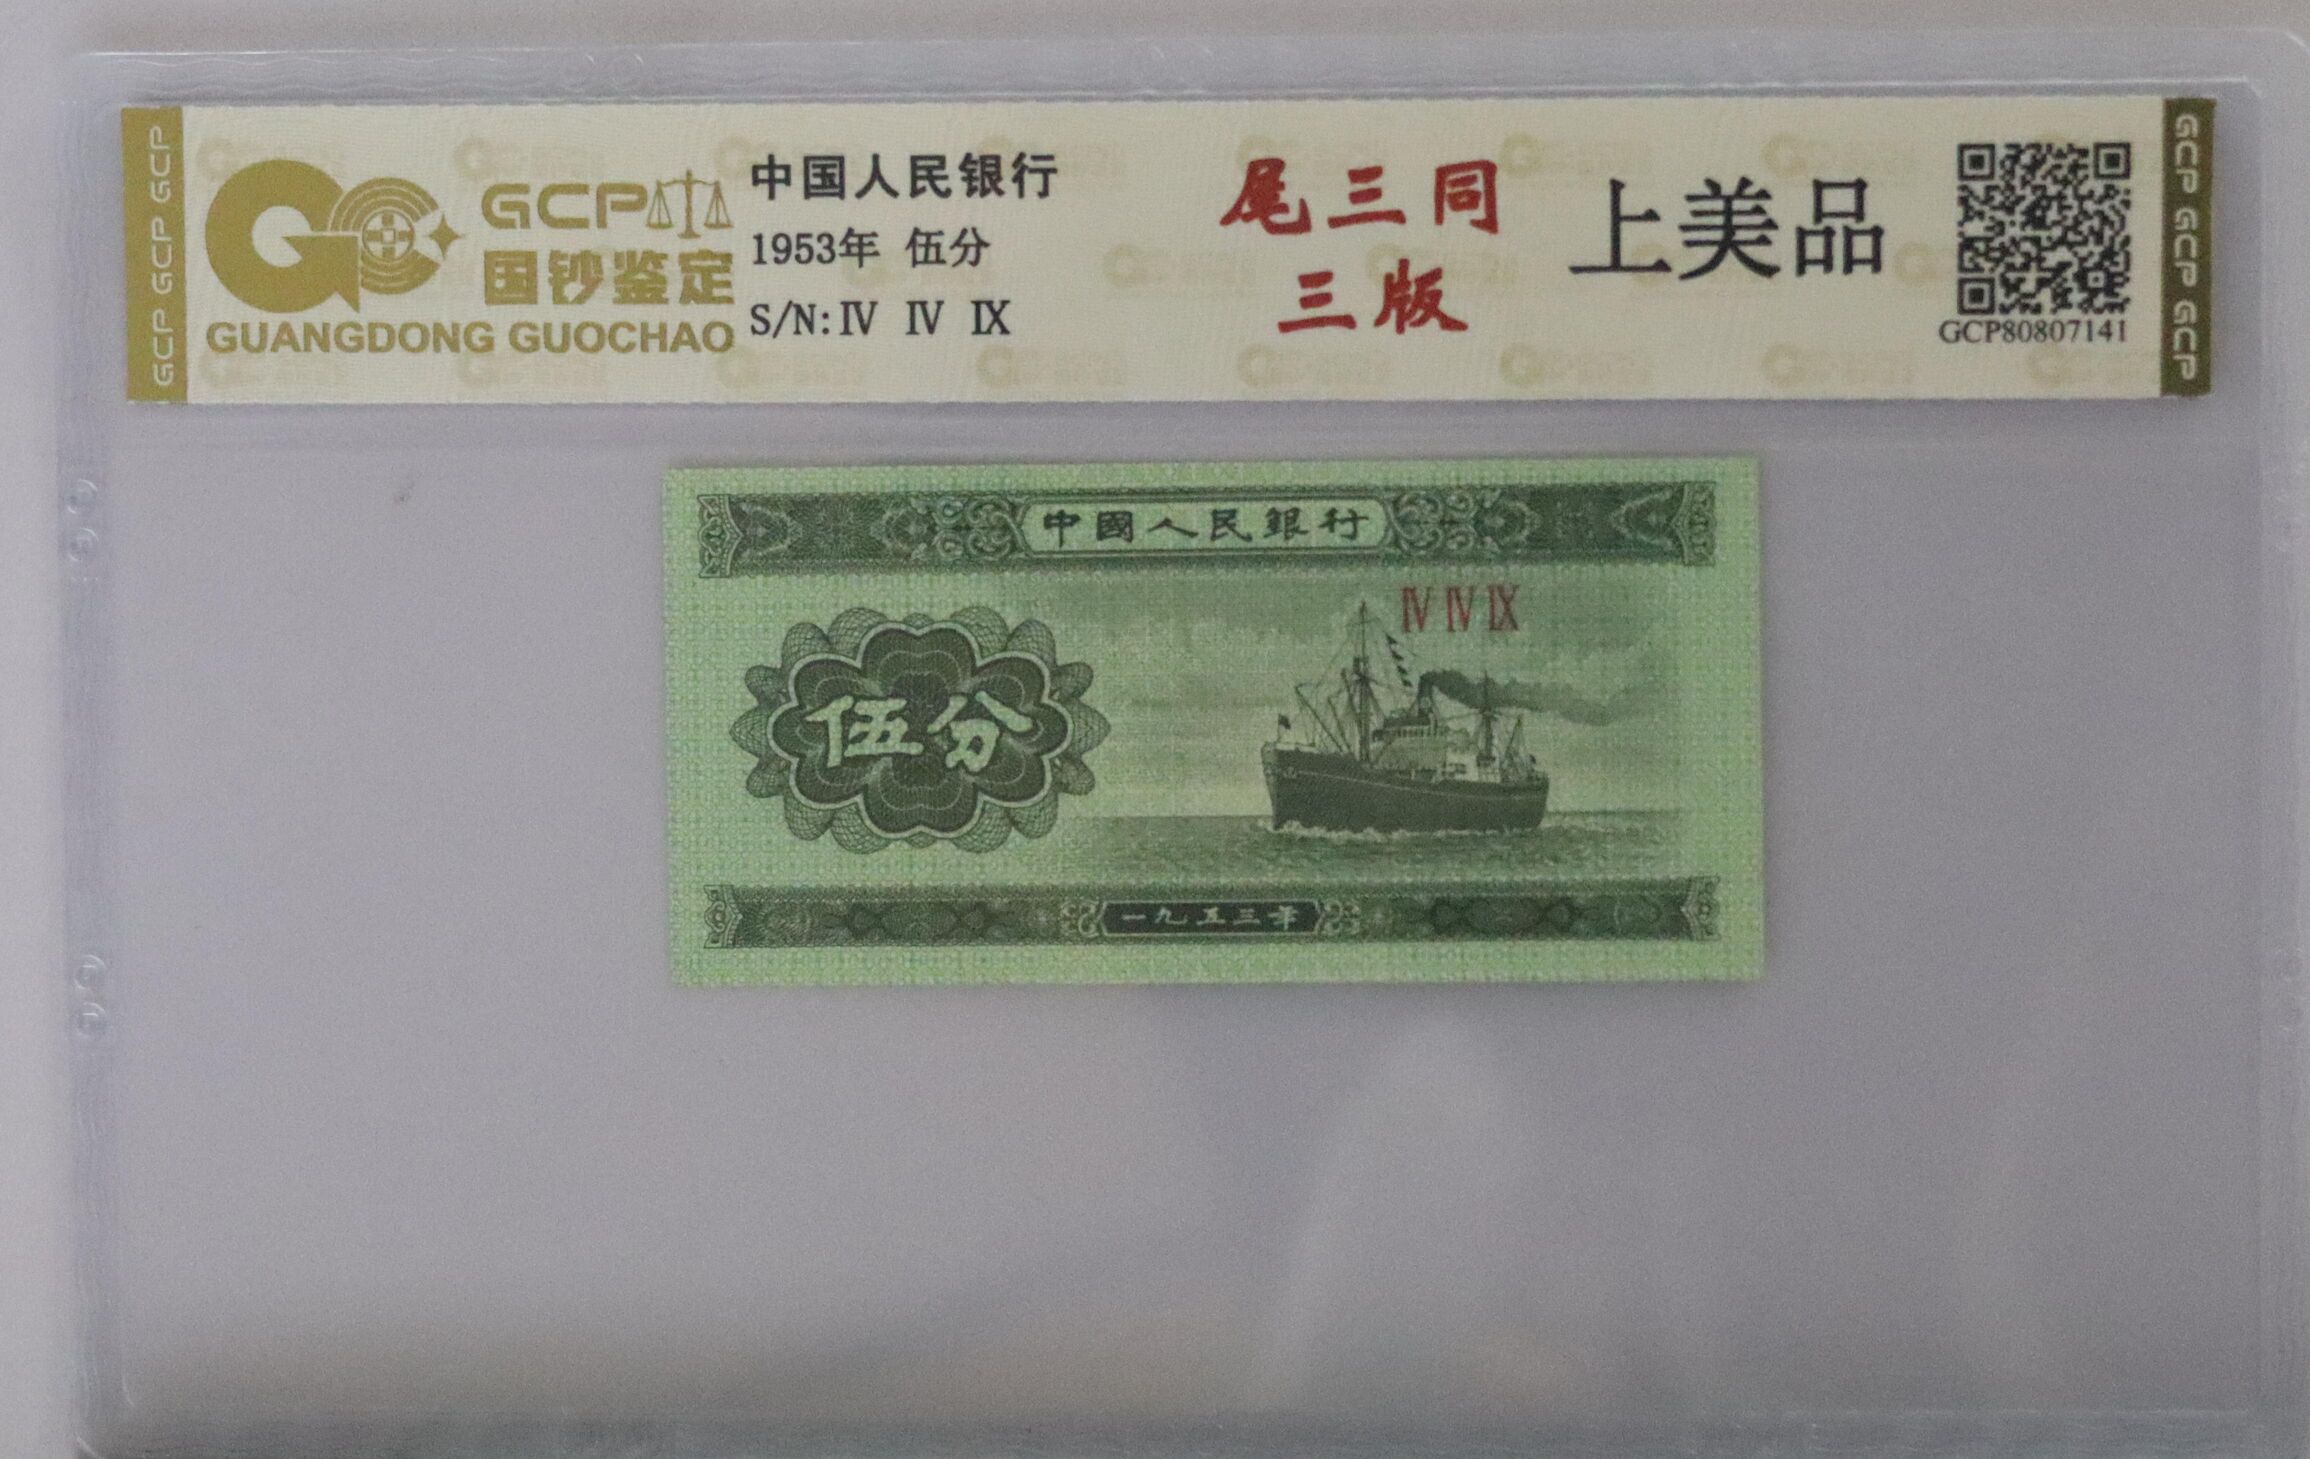 GCP GCP GCP
GCP
国钞鉴定
GUANGDONG GUOCHAO
中国人民银行
1953年 伍分
S/N:Ⅳ Ⅳ Ⅸ
尾三同
三版
上美品
GCP80807141
GCP GCP GCP
中國人民銀行
Ⅳ Ⅳ Ⅸ
伍分
一九五三年